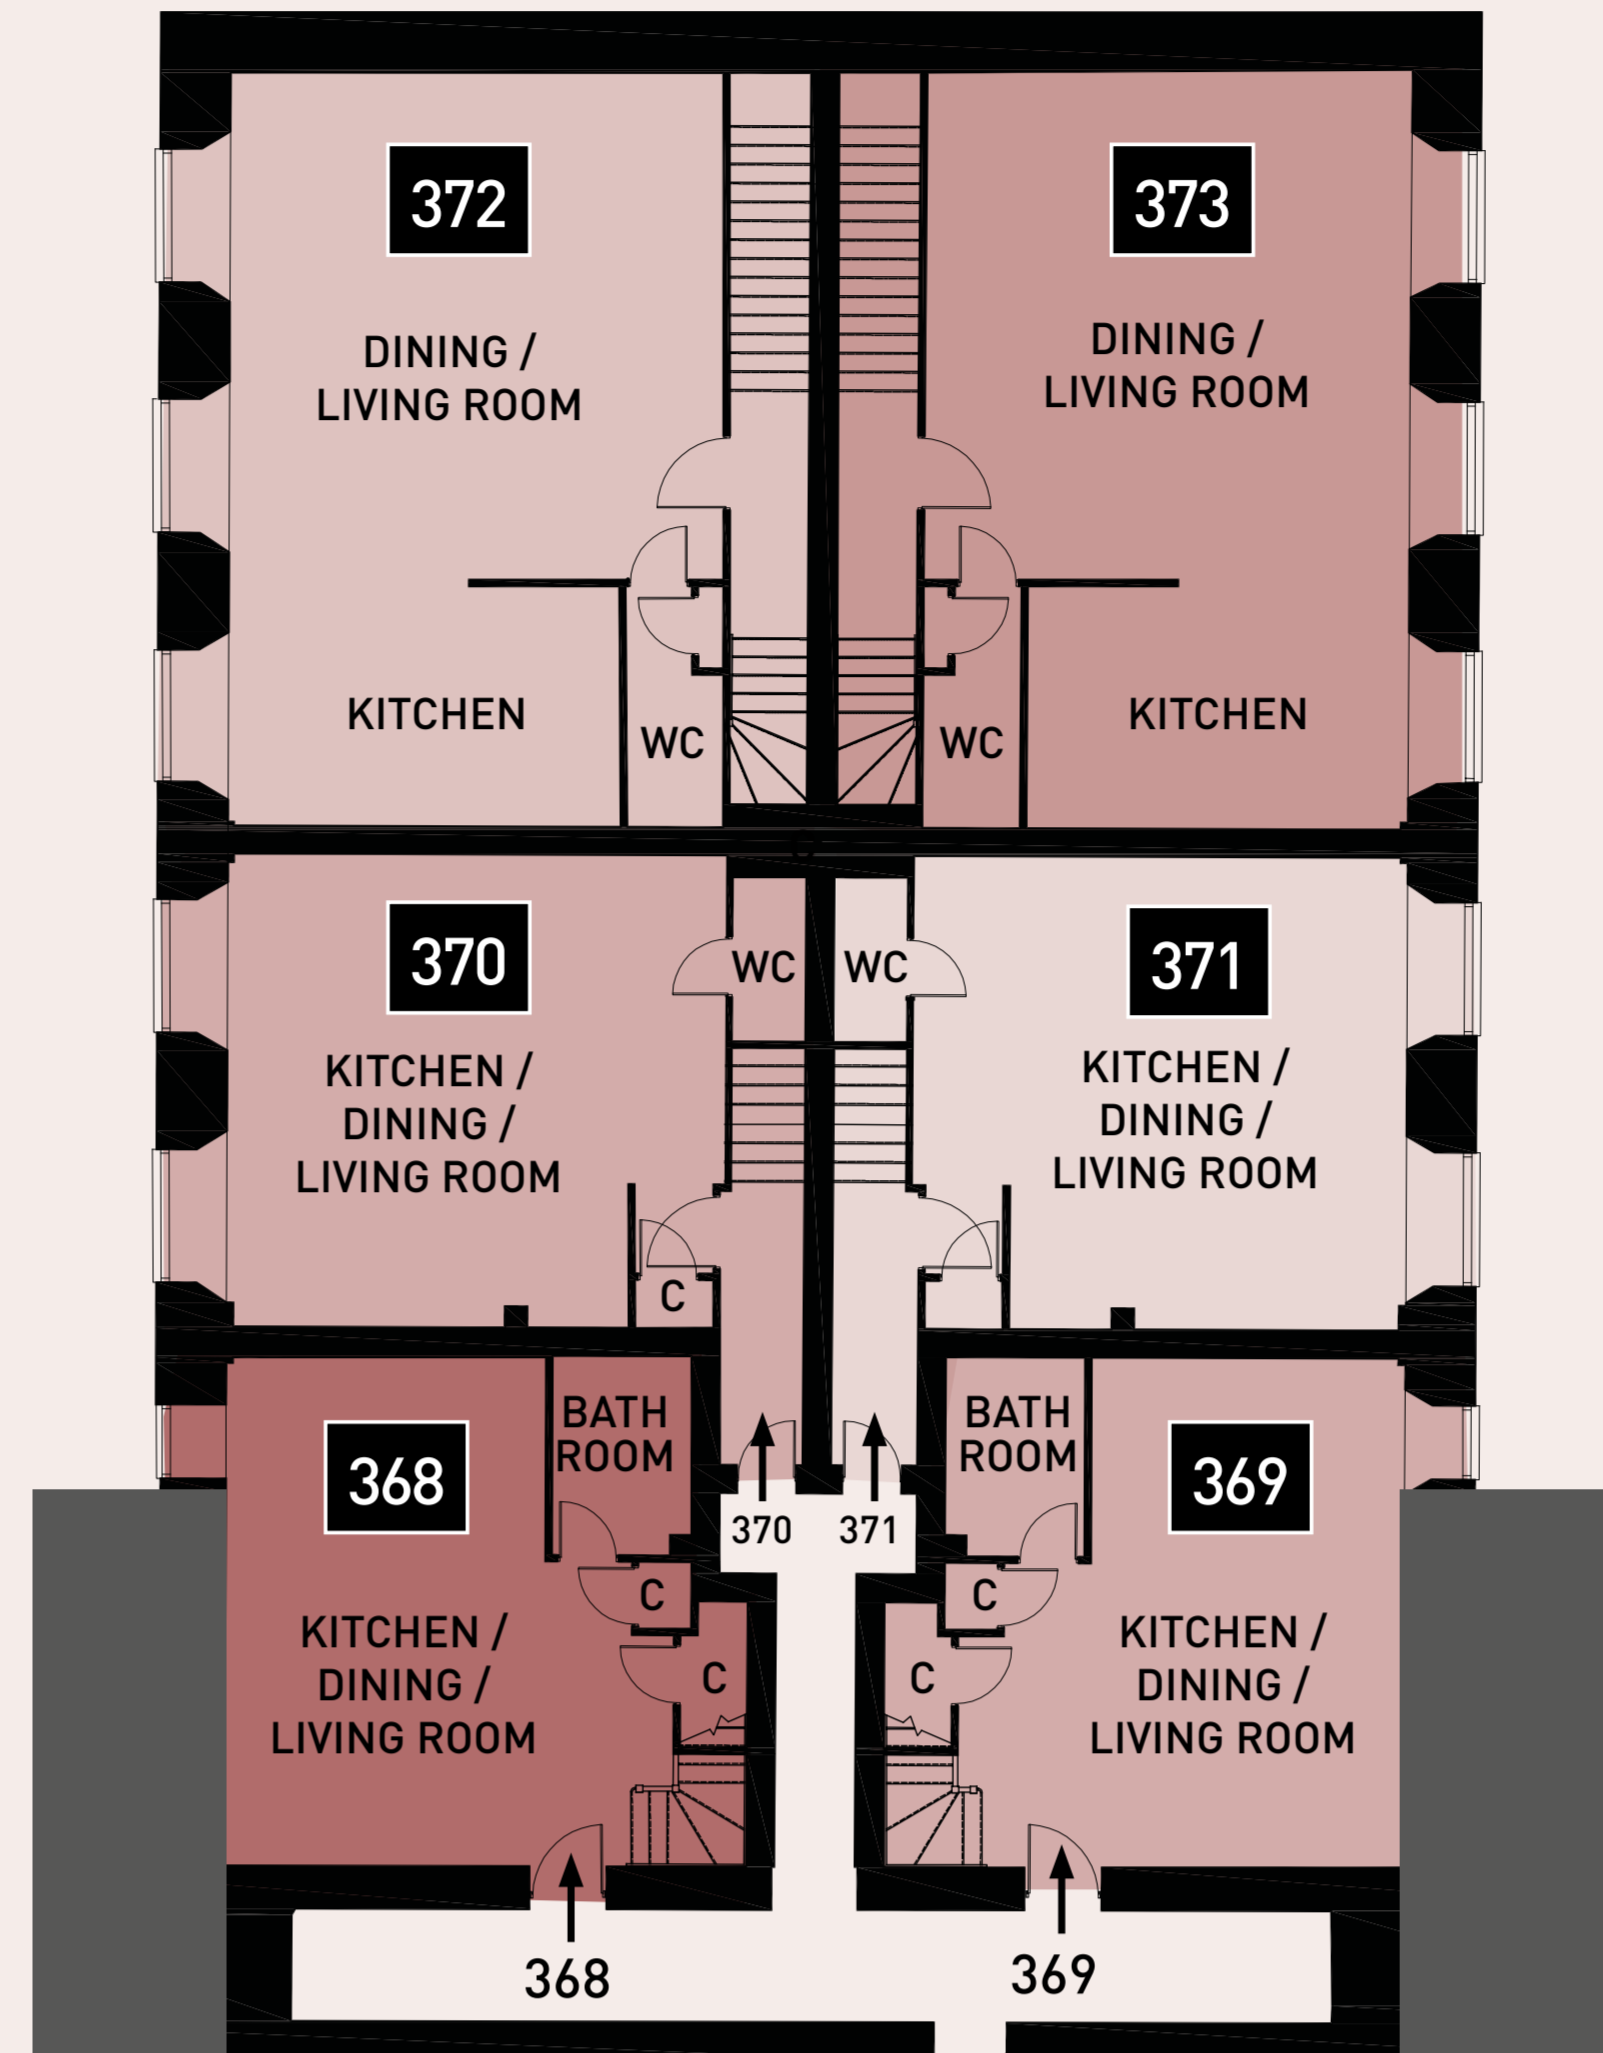 372
373
DINING /
LIVING ROOM
DINING /
LIVING ROOM
KITCHEN
WC
WC
KITCHEN
370
WC
WC
371
KITCHEN /
DINING /
LIVING ROOM
KITCHEN /
DINING /
LIVING ROOM
C
368
BATH
ROOM
BATH
ROOM
369
370
371
C
C
KITCHEN /
DINING /
LIVING ROOM
C
C
KITCHEN /
DINING /
LIVING ROOM
368
369